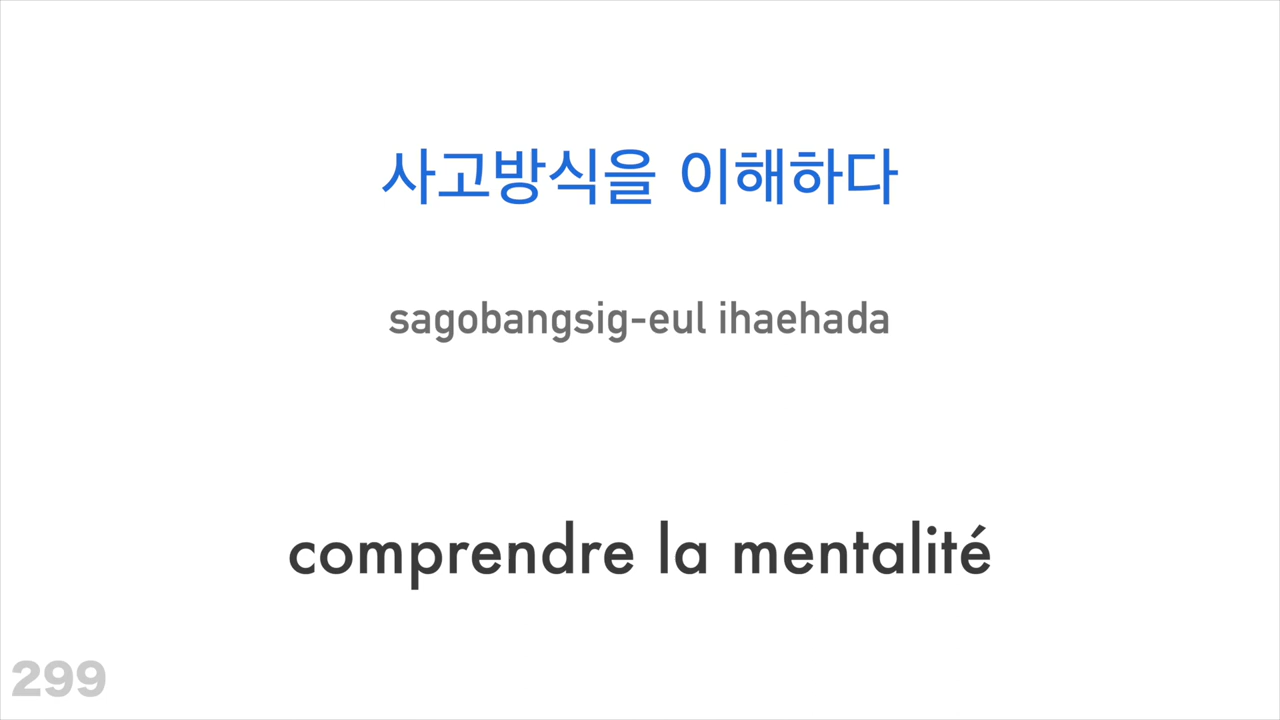 사고방식을 이해하다
sagobangsig-eul ihaehada
comprendre la mentalité
299